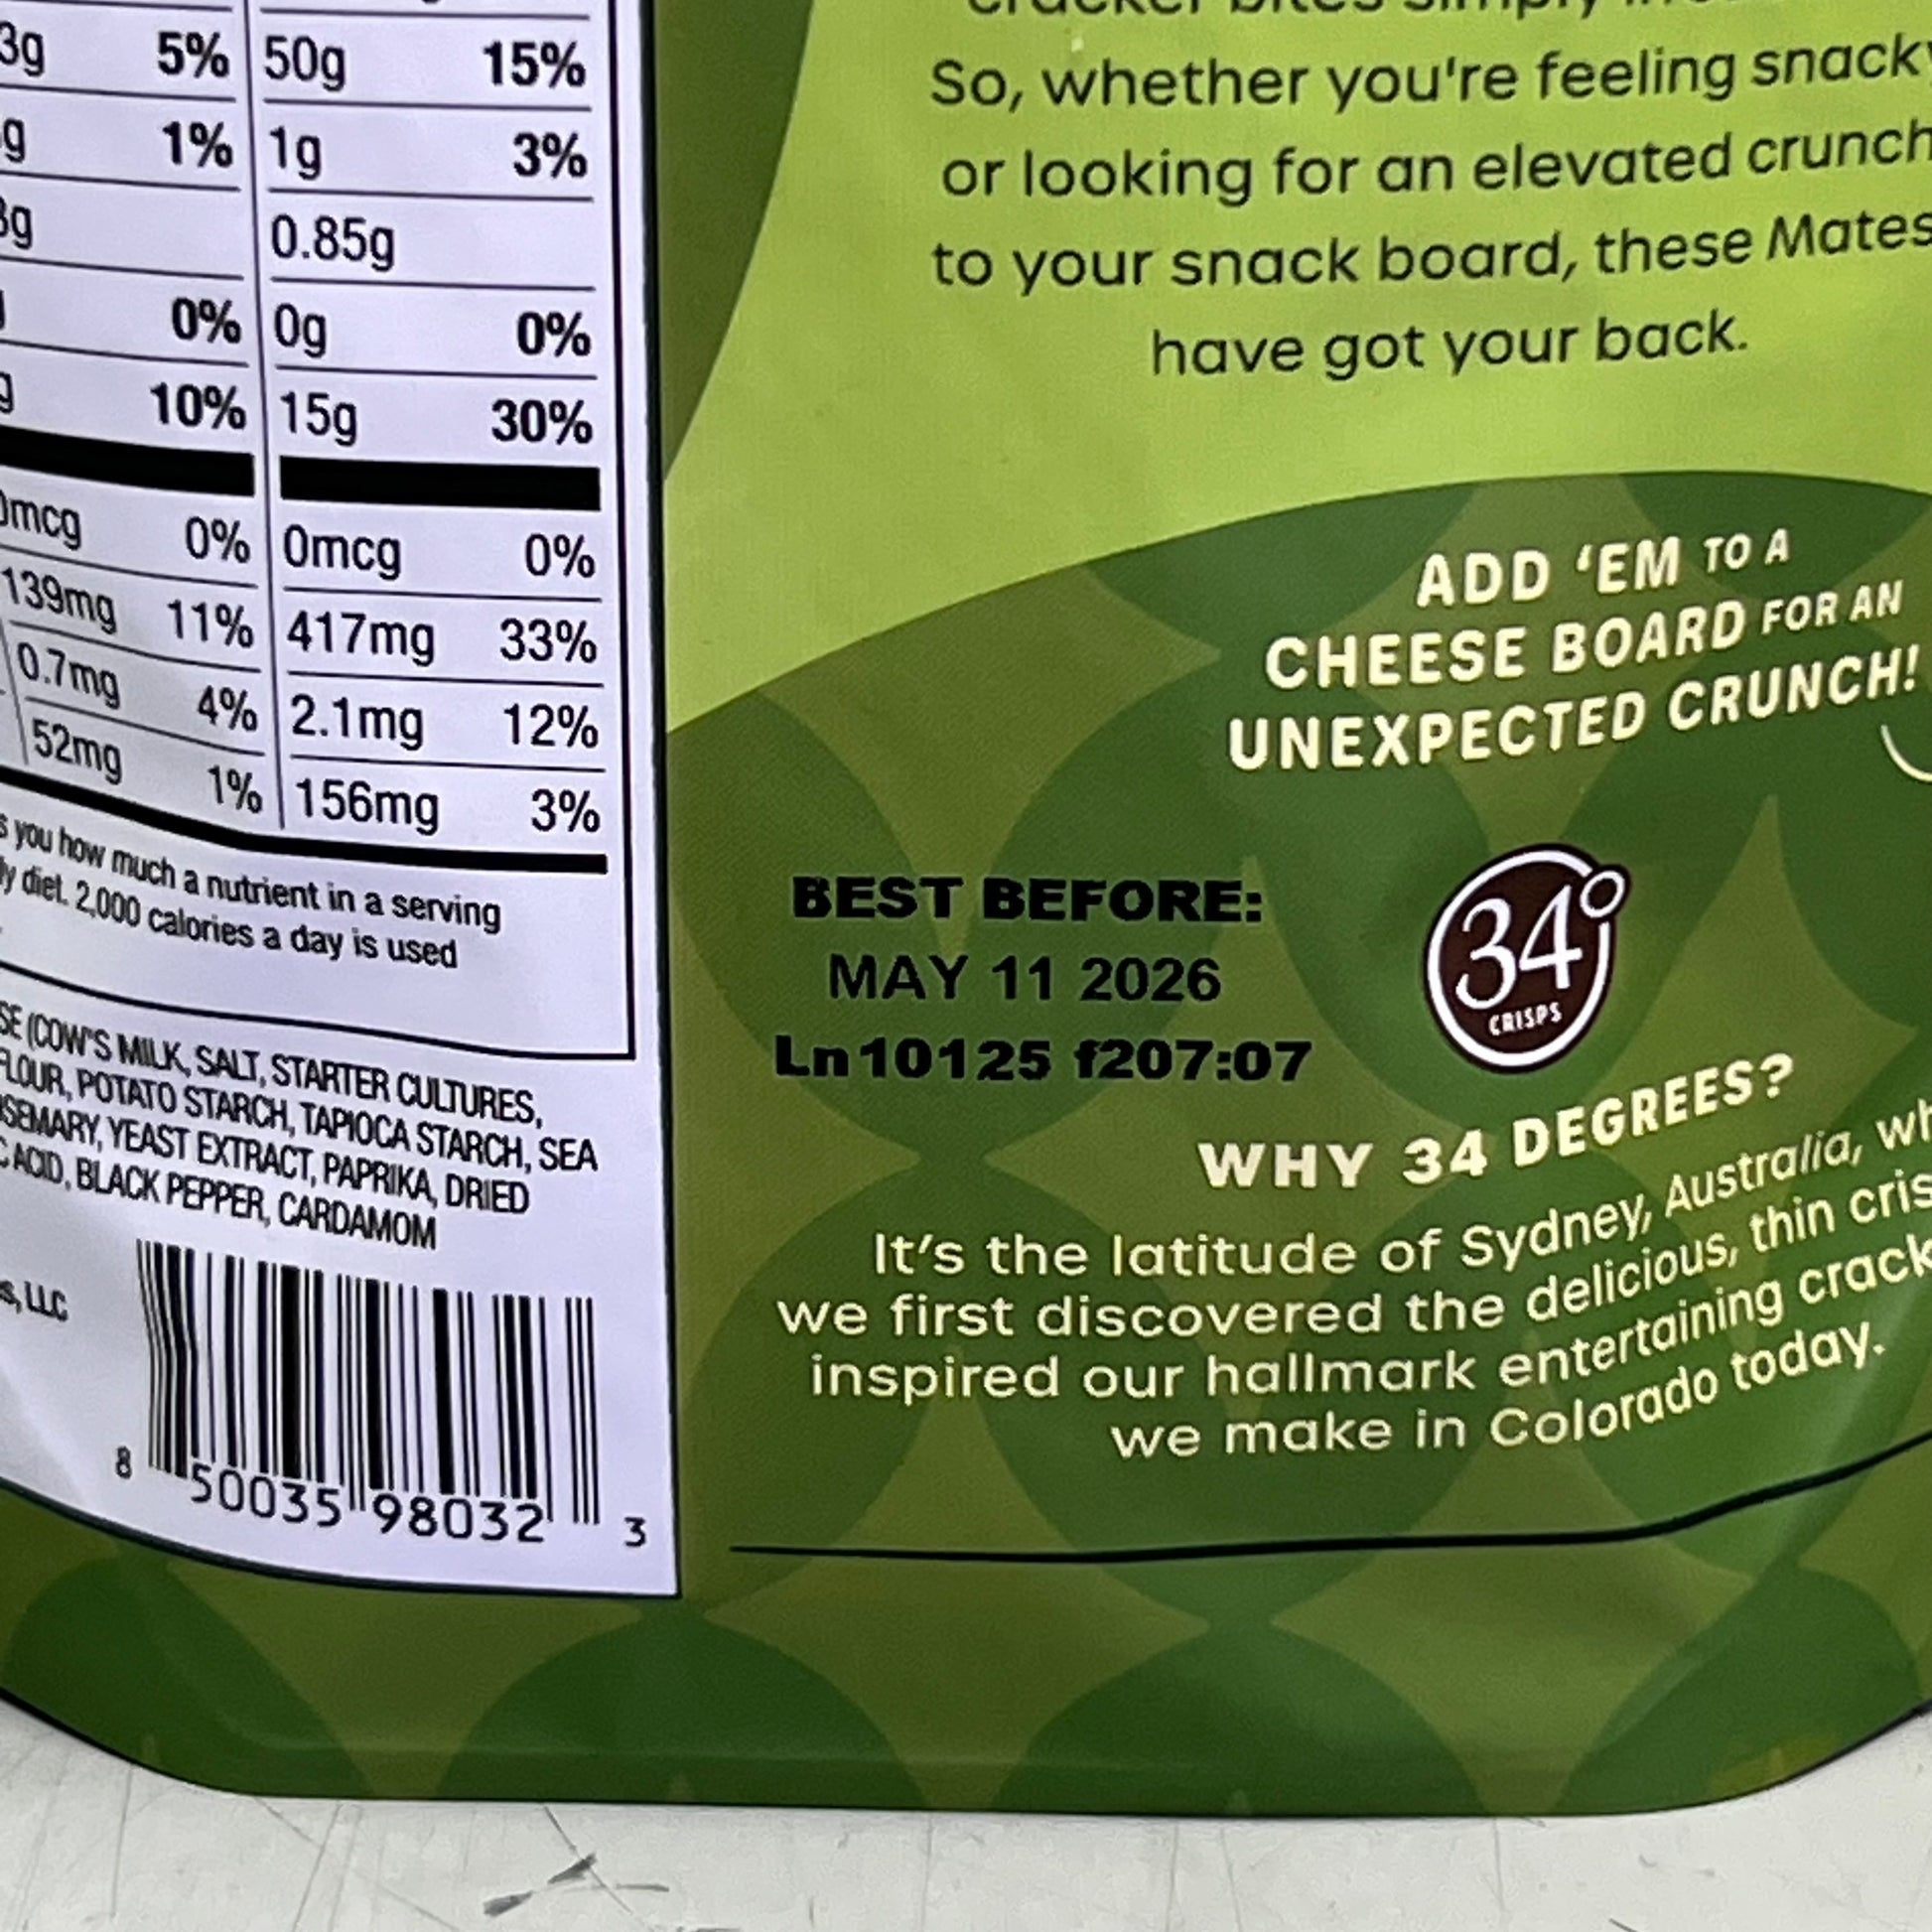 5% 50g 15%
1% 1g 3%
0.85g
0% 0g 0%
10% 15g 30%
0% 0mcg 0%
139mg 11% 417mg 33%
0.7mg 4% 2.1mg 12%
52mg 1% 156mg 3%
you how much a nutrient in a serving
diet. 2,000 calories a day is used
(COW'S MILK, SALT, STARTER CULTURES,
FLOUR, POTATO STARCH, TAPIOCA STARCH, SEA
YEAST EXTRACT, PAPRIKA, DRIED
ACID, BLACK PEPPER, CARDAMOM
LLC
8 50035 98032 3
So, whether you're feeling snacky
or looking for an elevated crunch
to your snack board, these Mates
have got your back.
ADD ‘EM TO A
CHEESE BOARD FOR AN
UNEXPECTED CRUNCH!
BEST BEFORE:
MAY 11 2026
Ln10125 f207:07
34°
CRISPS
WHY 34 DEGREES?
It's the latitude of Sydney, Australia,
we first discovered the delicious, thin
inspired our hallmark entertaining
we make in Colorado today.